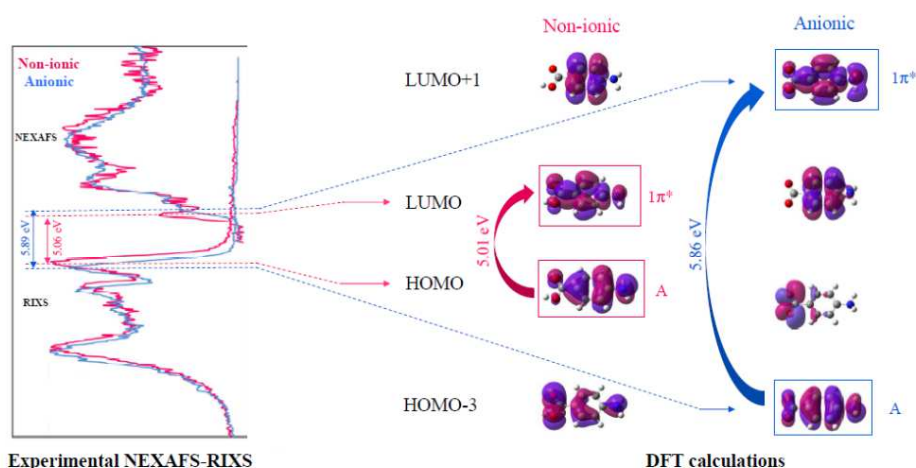 Non-ionic
Anionic
NEXAFS
5.89 eV
5.06 eV
RIXS
Experimental NEXAFS-RIXS
LUMO+1
LUMO
HOMO
HOMO-3
Non-ionic
1π*
5.01 eV
A
Anionic
1π*
5.86 eV
A
DFT calculations